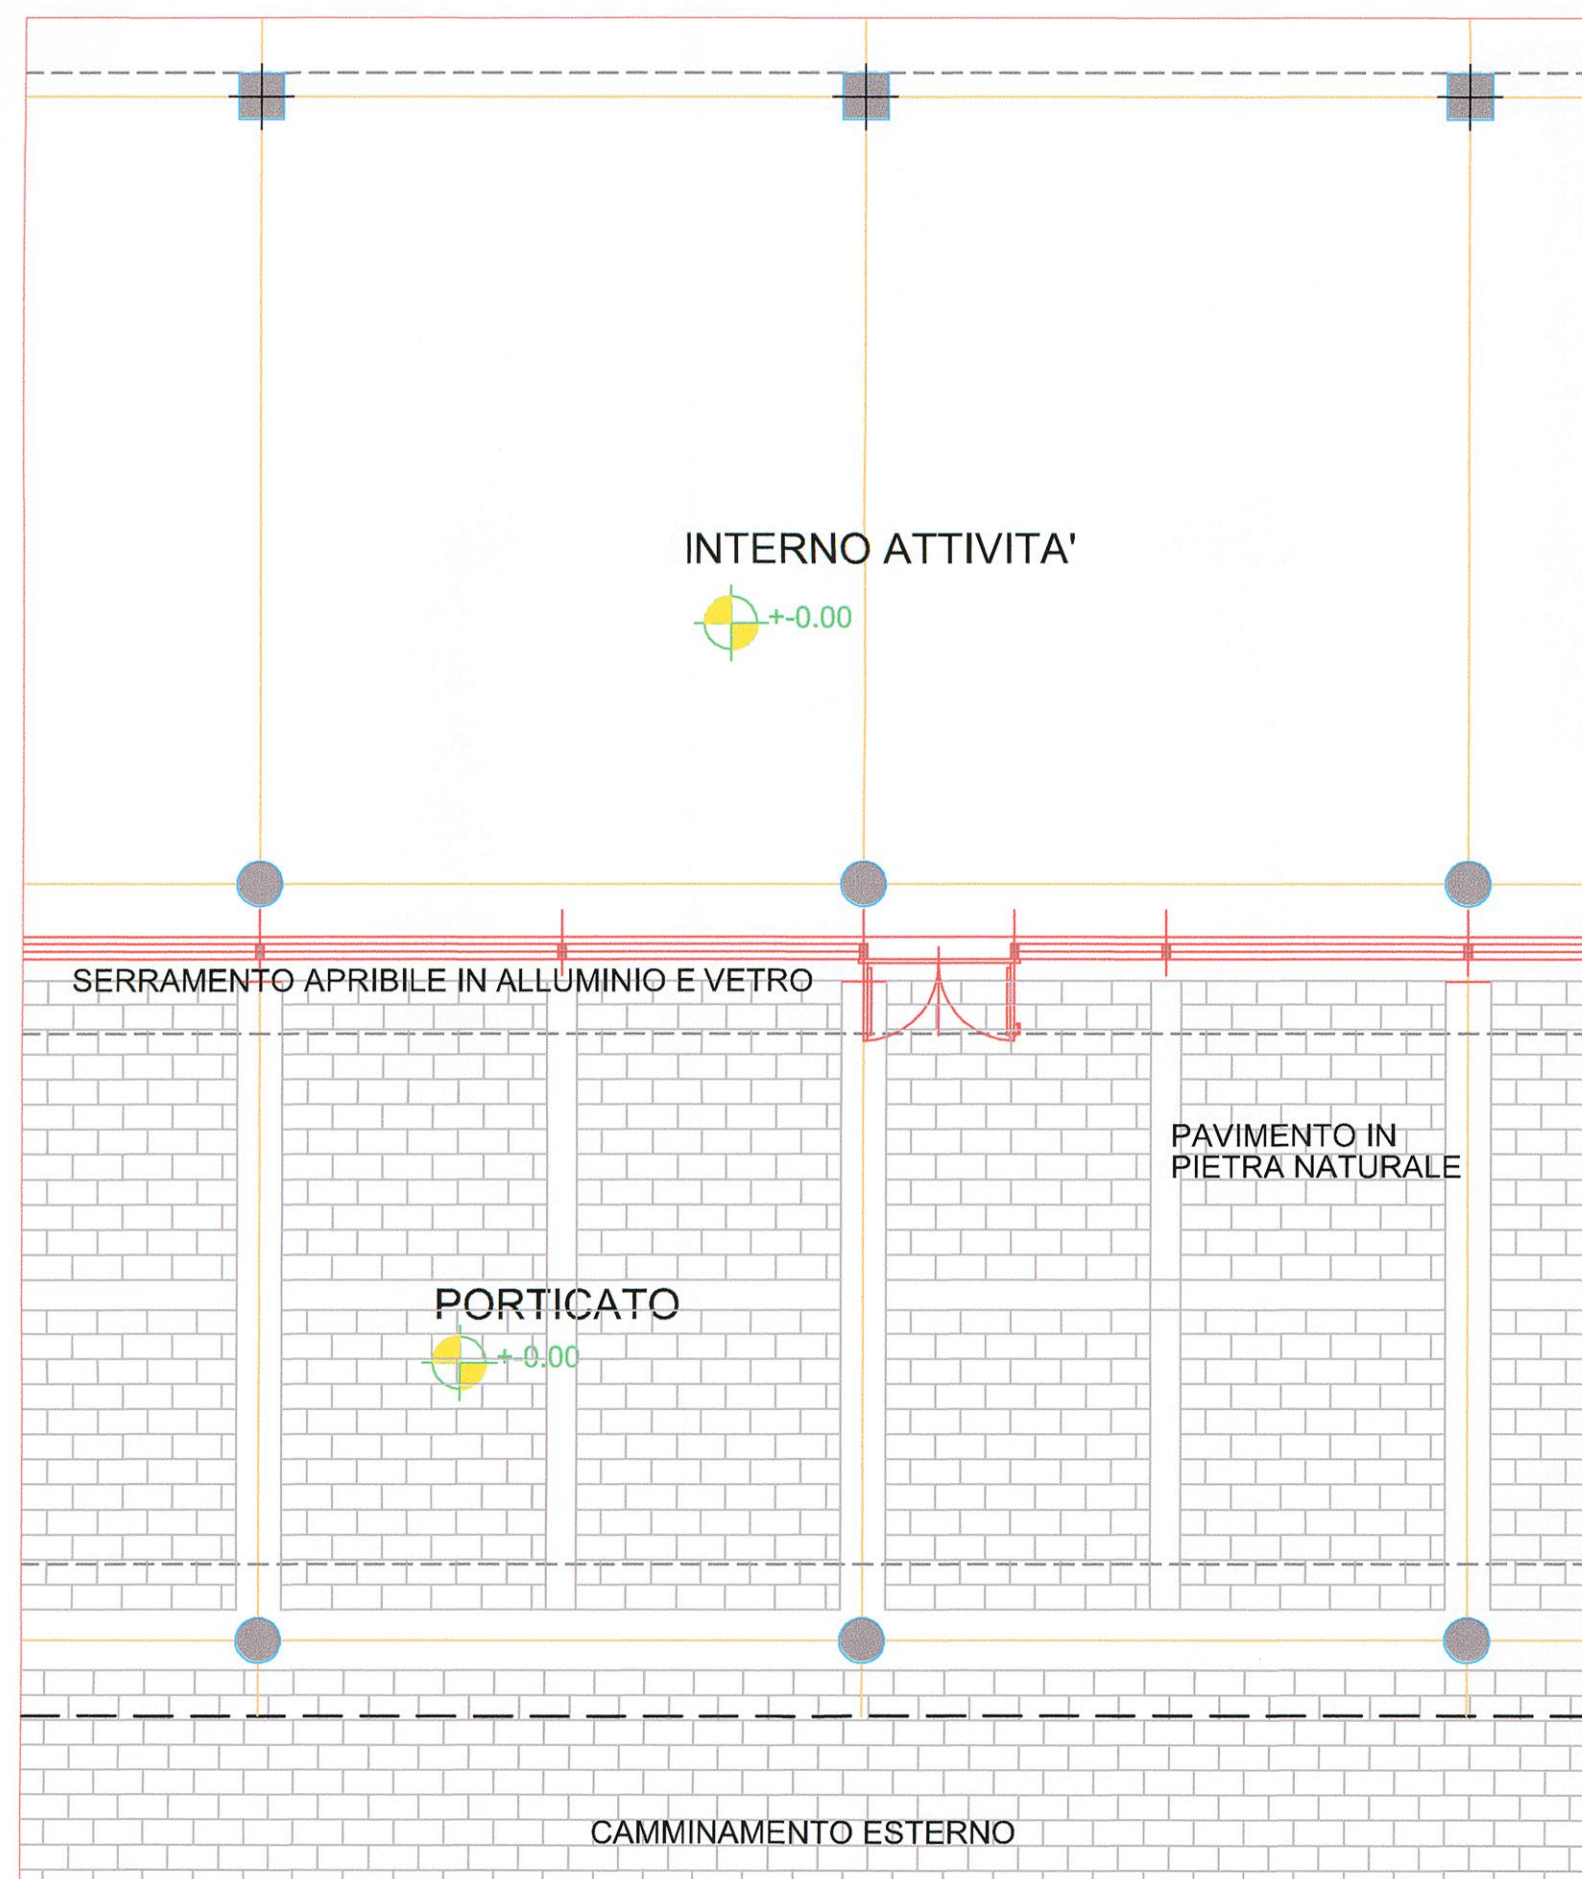 INTERNO ATTIVITA'
+-0.00
SERRAMENTO APRIBILE IN ALLUMINIO E VETRO
PAVIMENTO IN
PIETRA NATURALE
PORTICATO
+-0.00
CAMMINAMENTO ESTERNO